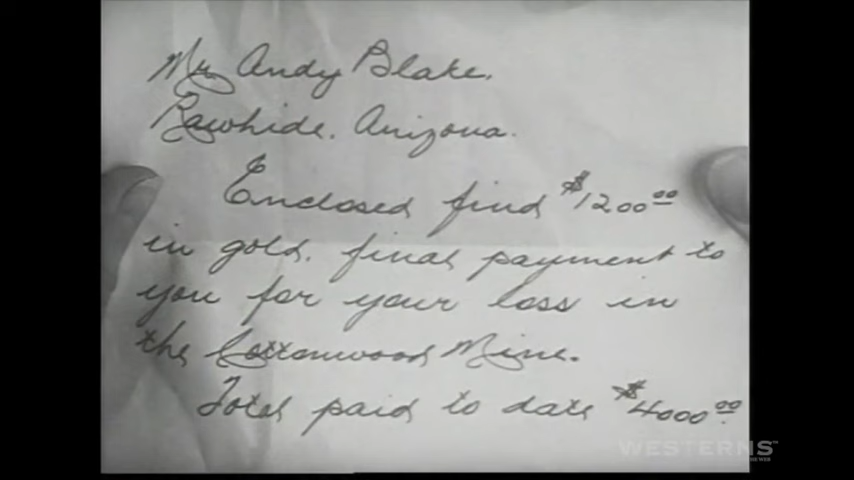 Mr Andy Blake.
Rawhide. Arizona.
Enclosed find $1200.00
in gold. final payment to
you for your loss in
the Cottonwood Mine.
Total paid to date $4000.00
WESTERNS™